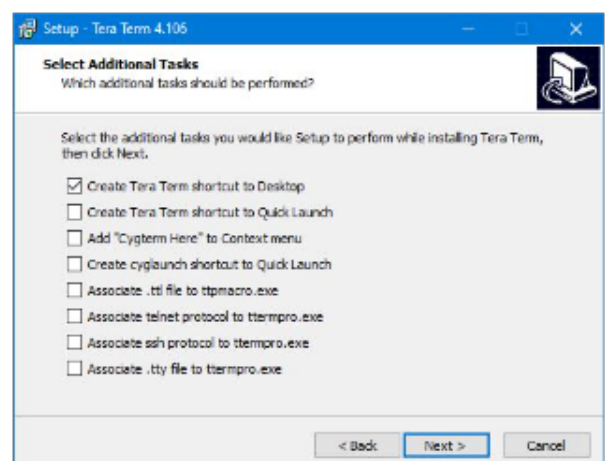 Setup - Tera Term 4.106
Select Additional Tasks
Which additional tasks should be performed?
Select the additional tasks you would like Setup to perform while installing Tera Term,
then click Next.
Create Tera Term shortcut to Desktop
Create Tera Term shortcut to Quick Launch
Add "Cygterm Here" to Context menu
Create cyglaunch shortcut to Quick Launch
Associate .ttl file to ttpmacro.exe
Associate telnet protocol to ttermpro.exe
Associate ssh protocol to ttermpro.exe
Associate .tty file to ttermpro.exe
< Back Next > Cancel